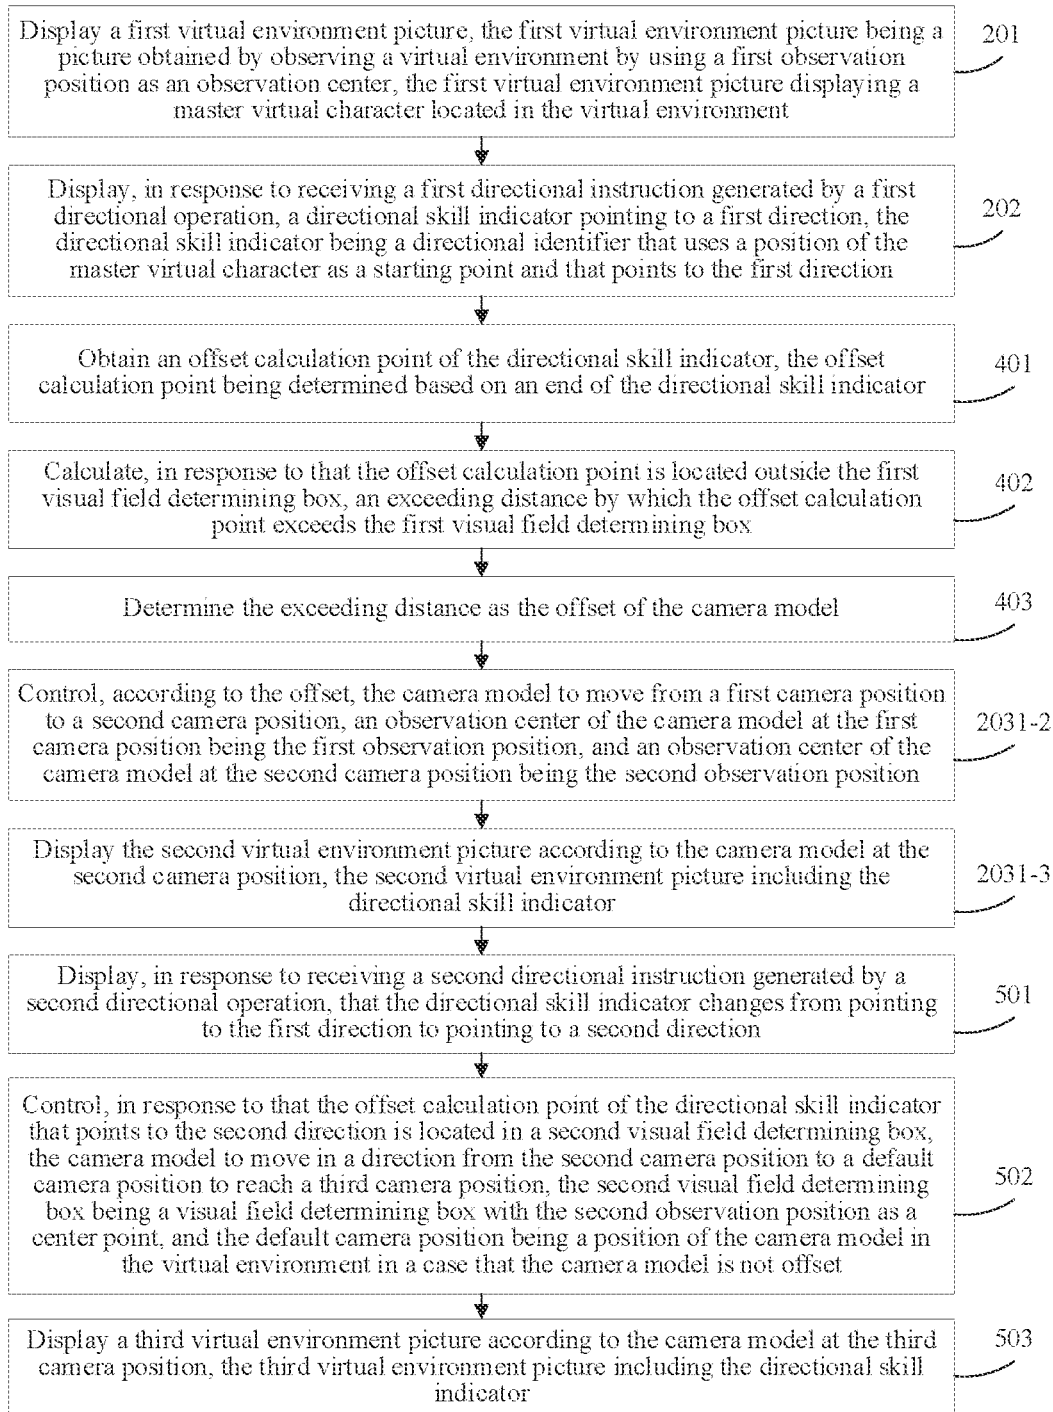 Display a first virtual environment picture, the first virtual environment picture being a
picture obtained by observing a virtual environment by using a first observation
position as an observation center, the first virtual environment picture displaying a
master virtual character located in the virtual environment
201
Display, in response to receiving a first directional instruction generated by a first
directional operation, a directional skill indicator pointing to a first direction, the
directional skill indicator being a directional identifier that uses a position of the
master virtual character as a starting point and that points to the first direction
202
Obtain an offset calculation point of the directional skill indicator, the offset
calculation point being determined based on an end of the directional skill indicator
401
Calculate, in response to that the offset calculation point is located outside the first
visual field determining box, an exceeding distance by which the offset calculation
point exceeds the first visual field determining box
402
Determine the exceeding distance as the offset of the camera model
403
Control, according to the offset, the camera model to move from a first camera position
to a second camera position, an observation center of the camera model at the first
camera position being the first observation position, and an observation center of the
camera model at the second camera position being the second observation position
2031-2
Display the second virtual environment picture according to the camera model at the
second camera position, the second virtual environment picture including the
directional skill indicator
2031-3
Display, in response to receiving a second directional instruction generated by a
second directional operation, that the directional skill indicator changes from pointing
to the first direction to pointing to a second direction
501
Control, in response to that the offset calculation point of the directional skill indicator
that points to the second direction is located in a second visual field determining box,
the camera model to move in a direction from the second camera position to a default
camera position to reach a third camera position, the second visual field determining
box being a visual field determining box with the second observation position as a
center point, and the default camera position being a position of the camera model in
the virtual environment in a case that the camera model is not offset
502
Display a third virtual environment picture according to the camera model at the third
camera position, the third virtual environment picture including the directional skill
indicator
503